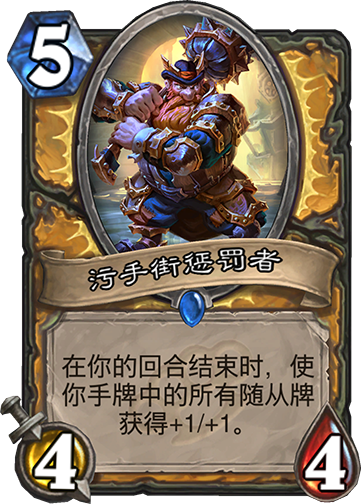 5
污手街惩罚者
在你的回合结束时，使
你手牌中的所有随从牌
获得+1/+1。
4
4